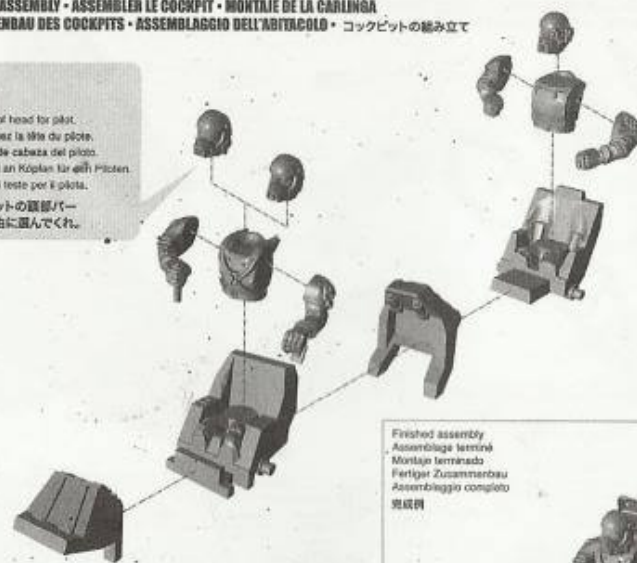 ASSEMBLY • ASSEMBLER LE COCKPIT • MONTAJE DE LA CARLINGA
ENBAU DES COCKPITS • ASSEMBLAGGIO DELL'ABITACOLO • コックピットの組み立て
head for pilot.
ez la tête du pilote.
de cabeza del piloto.
an Köpfen für den Piloten.
teste per il pilota.
ットの頭部パー
由に選んでくれ。
Finished assembly
Assemblage terminé
Montaje terminado
Fertiger Zusammenbau
Assemblaggio completo
完成例